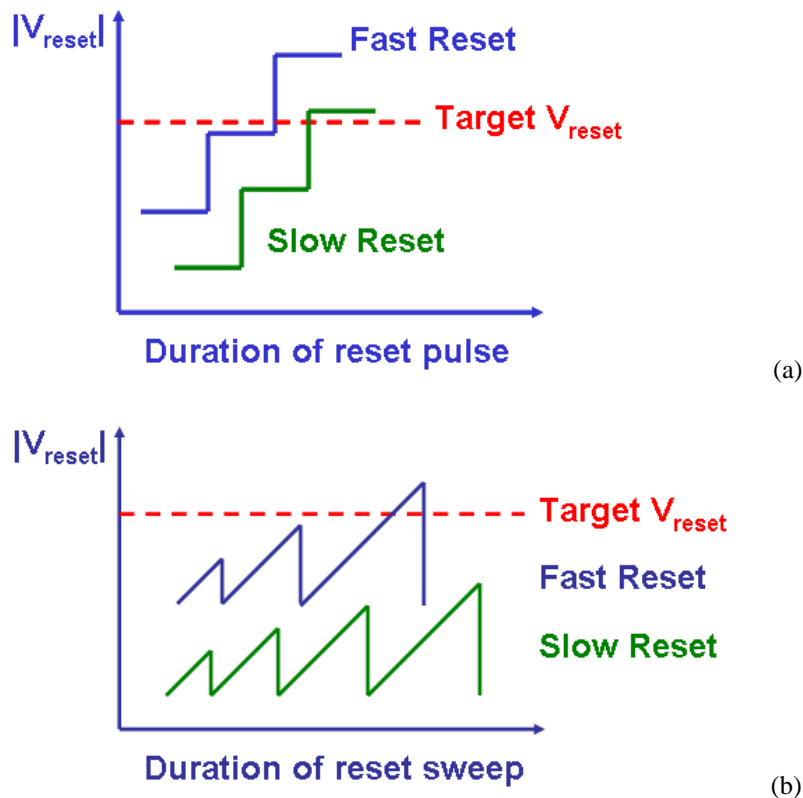 |Vreset|
Fast Reset
Target Vreset
Slow Reset
Duration of reset pulse
(a)
|Vreset|
Target Vreset
Fast Reset
Slow Reset
Duration of reset sweep
(b)